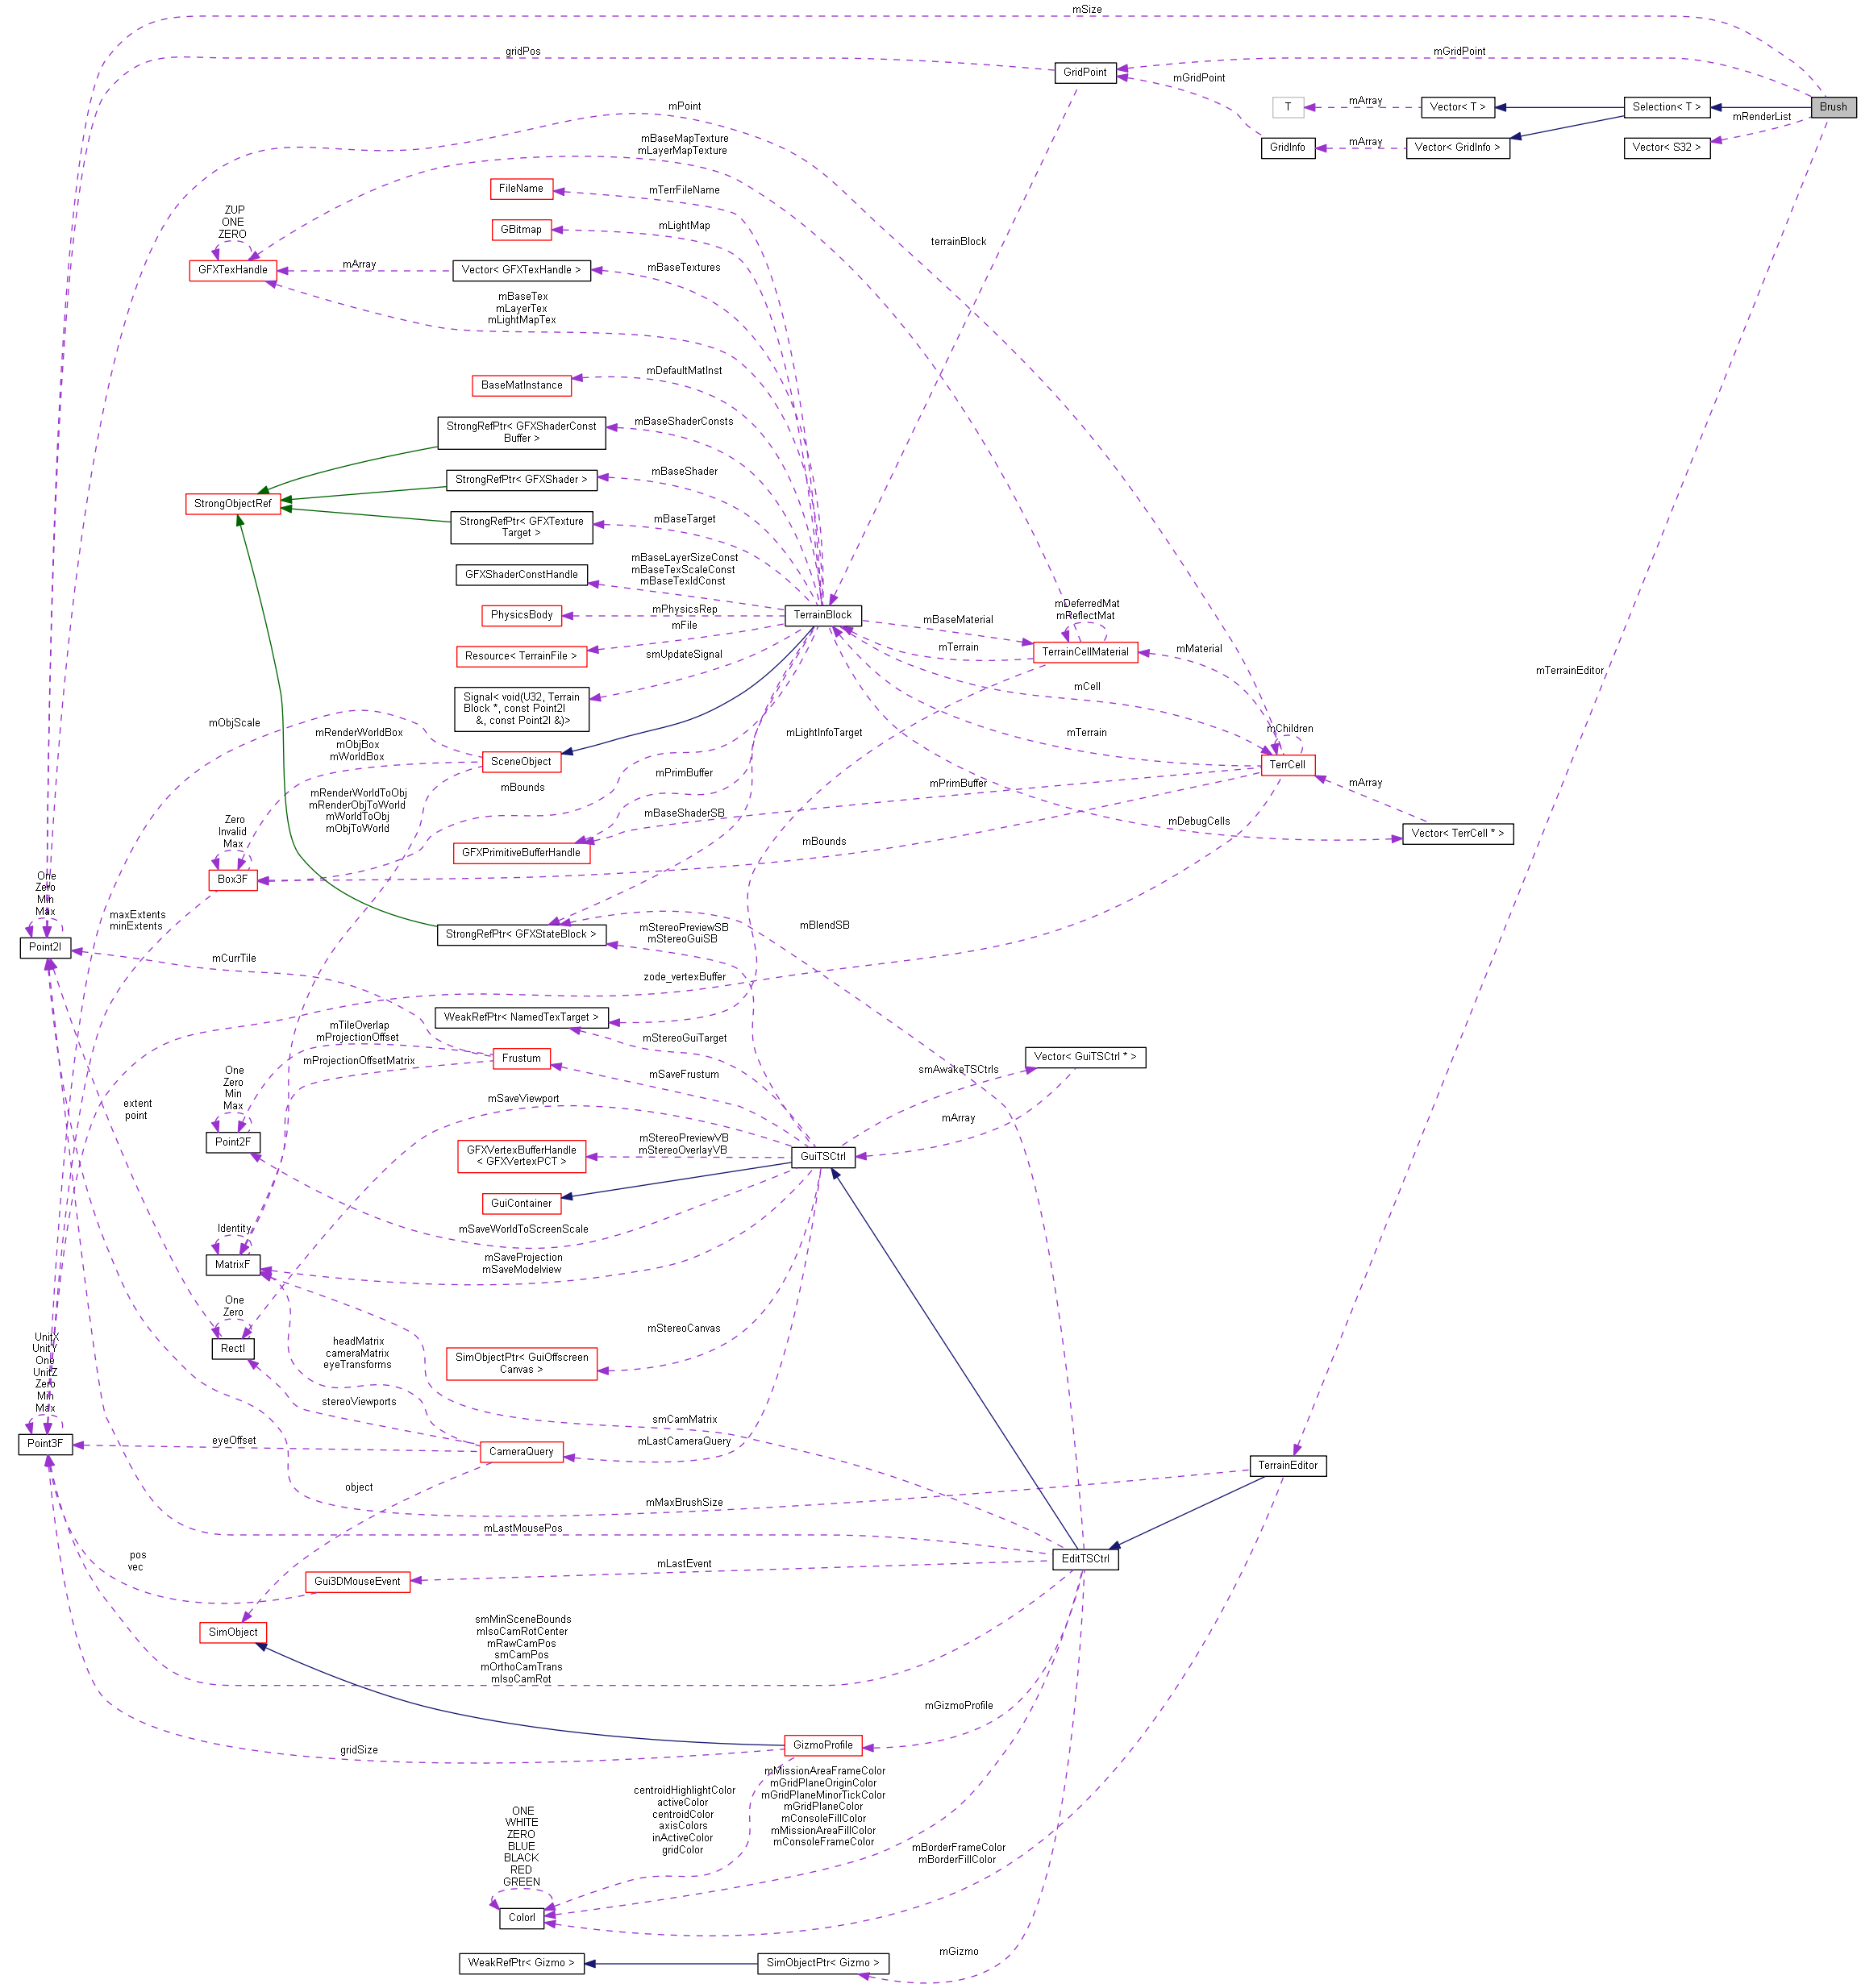 mSize
gridPos
mGridPoint
GridPoint
mGridPoint
mPoint
T
mArray
Vector< T >
Selection< T >
Brush
mRenderList
mBaseMapTexture
mLayerMapTexture
GridInfo
mArray
Vector< GridInfo >
Vector< S32 >
FileName
mTerrFileName
ZUP
ONE
ZERO
GBitmap
mLightMap
terrainBlock
GFXTexHandle
mArray
Vector< GFXTexHandle >
mBaseTextures
mBaseTex
mLayerTex
mLightMapTex
BaseMatInstance
mDefaultMatInst
StrongRefPtr< GFXShaderConst
Buffer >
mBaseShaderConsts
StrongRefPtr< GFXShader >
mBaseShader
StrongObjectRef
StrongRefPtr< GFXTexture
Target >
mBaseTarget
GFXShaderConstHandle
mBaseLayerSizeConst
mBaseTexScaleConst
mBaseTexIdConst
PhysicsBody
mPhysicsRep
TerrainBlock
mDeferredMat
mReflectMat
mFile
mBaseMaterial
Resource< TerrainFile >
smUpdateSignal
mTerrain
TerrainCellMaterial
mMaterial
mTerrainEditor
Signal< void(U32, Terrain
Block *, const Point2I
&, const Point2I &)>
mCell
mObjScale
mRenderWorldBox
mObjBox
mWorldBox
mLightInfoTarget
mTerrain
mChildren
SceneObject
TerrCell
mPrimBuffer
mBounds
mPrimBuffer
mArray
mRenderWorldToObj
mRenderObjToWorld
mWorldToObj
mObjToWorld
mBaseShaderSB
mDebugCells
Zero
Invalid
Max
Vector< TerrCell * >
GFXPrimitiveBufferHandle
mBounds
Box3F
One
Zero
Min
Max
maxExtents
minExtents
StrongRefPtr< GFXStateBlock >
mStereoPreviewSB
mStereoGuiSB
mBlendSB
Point2I
mCurrTile
zode_vertexBuffer
WeakRefPtr< NamedTexTarget >
mTileOverlap
mProjectionOffset
mStereoGuiTarget
mProjectionOffsetMatrix
Frustum
Vector< GuiTSCtrl * >
mSaveFrustum
smAwakeTSCtrls
One
Zero
Min
Max
extent
point
mSaveViewport
mArray
Point2F
GFXVertexBufferHandle
< GFXVertexPCT >
mStereoPreviewVB
mStereoOverlayVB
GuiTSCtrl
GuiContainer
Identity
mSaveWorldToScreenScale
MatrixF
mSaveProjection
mSaveModelview
One
Zero
RectI
headMatrix
cameraMatrix
eyeTransforms
mStereoCanvas
SimObjectPtr< GuiOffscreen
Canvas >
UnitX
UnitY
One
UnitZ
Zero
Min
Max
stereoViewports
smCamMatrix
Point3F
eyeOffset
CameraQuery
mLastCameraQuery
TerrainEditor
object
mMaxBrushSize
mLastMousePos
pos
vec
mLastEvent
EditTSCtrl
Gui3DMouseEvent
SimObject
smMinSceneBounds
mIsoCamRotCenter
mRawCamPos
smCamPos
mOrthoCamTrans
mIsoCamRot
mGizmoProfile
gridSize
GizmoProfile
centroidHighlightColor
activeColor
centroidColor
axisColors
inActiveColor
gridColor
mMissionAreaFrameColor
mGridPlaneOriginColor
mGridPlaneMinorTickColor
mGridPlaneColor
mConsoleFillColor
mMissionAreaFillColor
mConsoleFrameColor
ONE
WHITE
ZERO
BLUE
BLACK
RED
GREEN
mBorderFrameColor
mBorderFillColor
ColorI
mGizmo
WeakRefPtr< Gizmo >
SimObjectPtr< Gizmo >